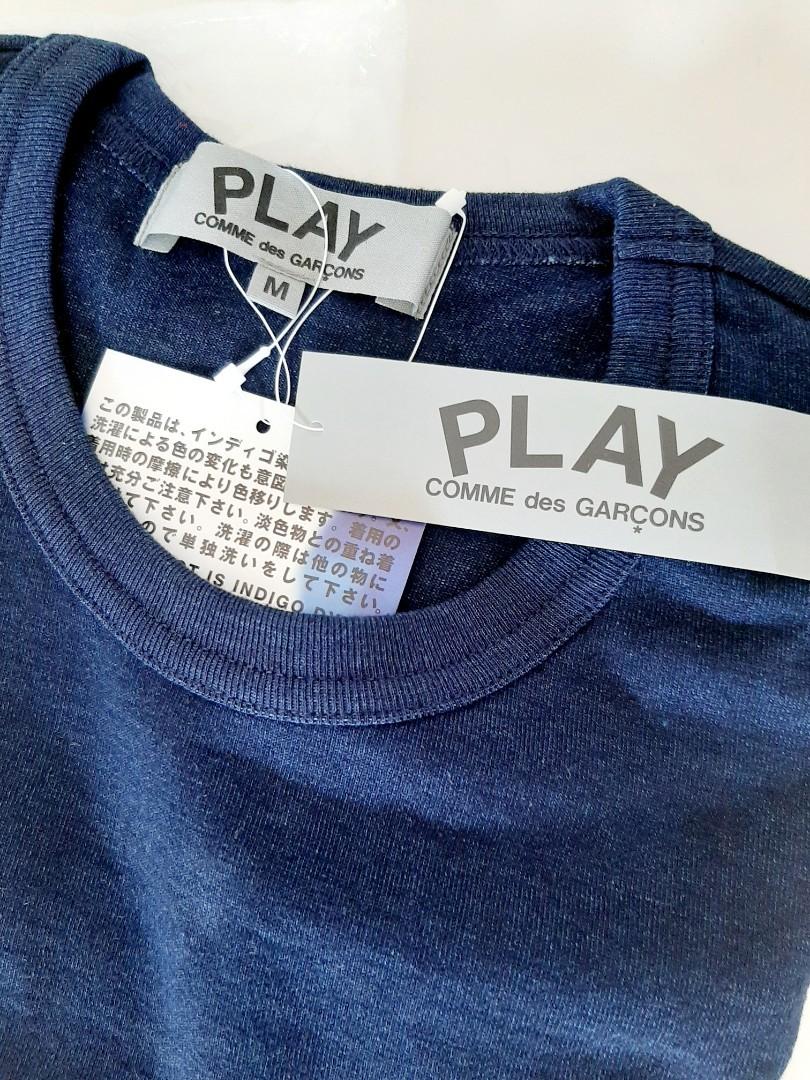 PLAY
COMME des GARÇONS
M
PLAY
COMME des GARÇONS
この製品は、インディゴ染
洗濯による色の変化も意図
着用時の摩擦により色移りします。又、
充分ご注意下さい。淡色物との重ね着
て下さい。洗濯の際は他の物に
ので単独洗いをして下さい。
IS INDIGO